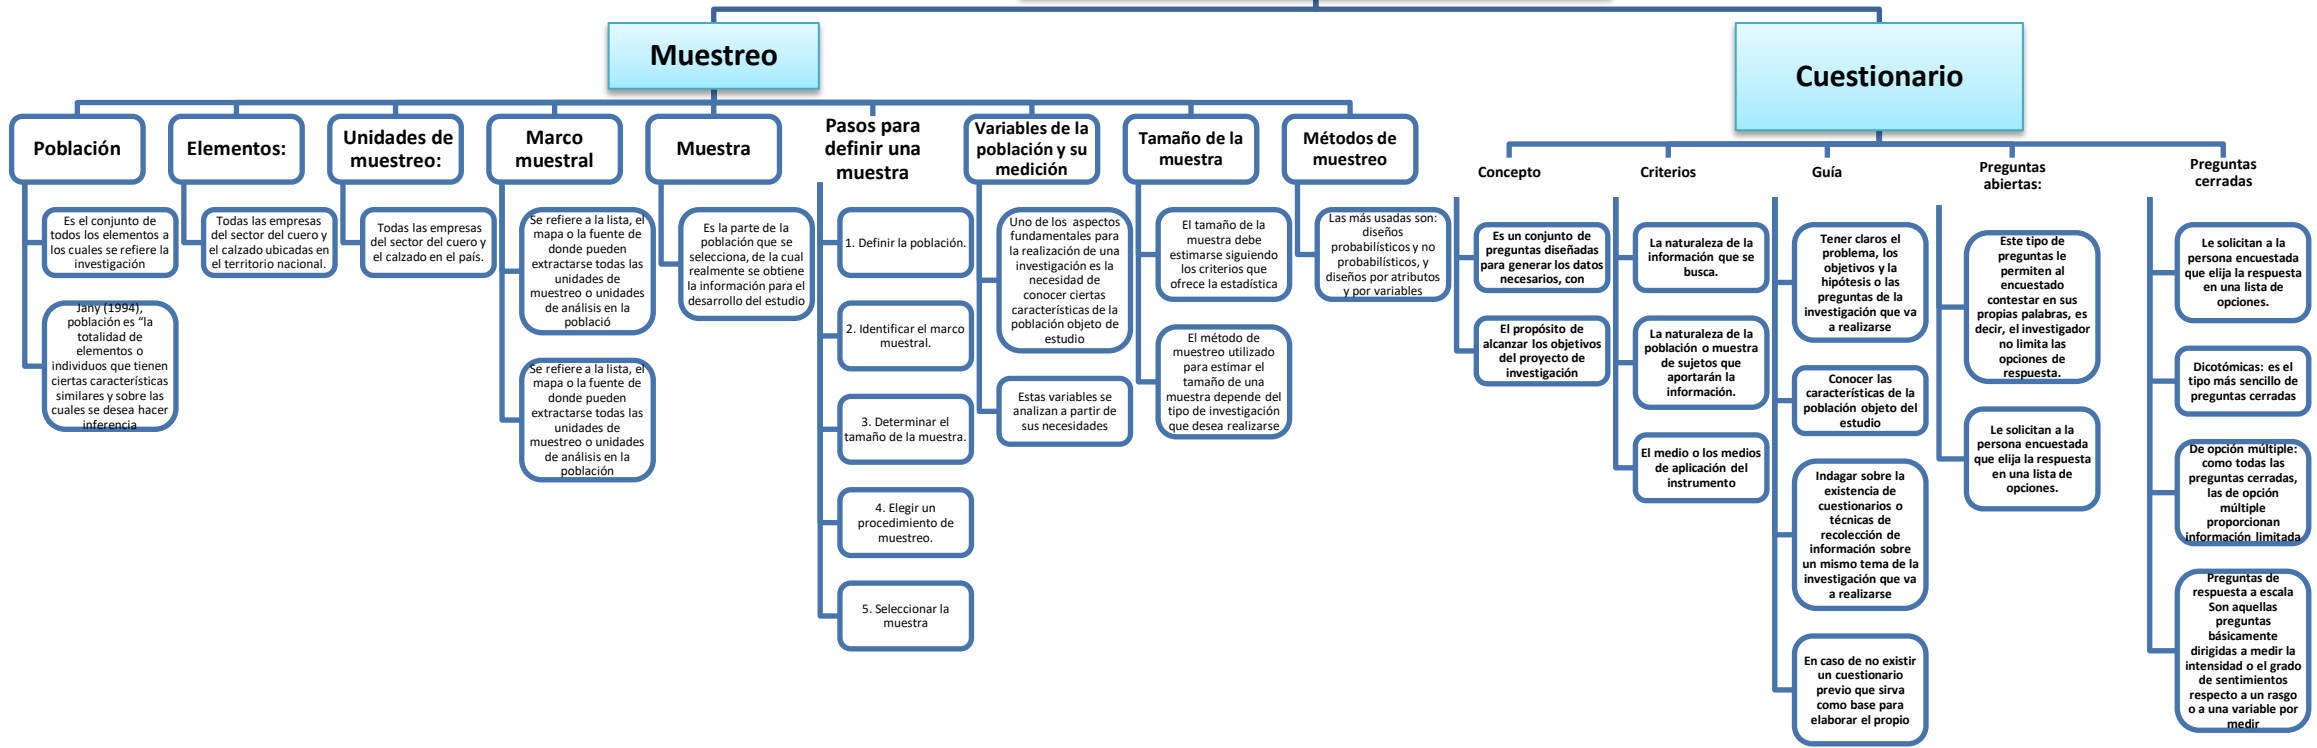 Muestreo
Población
Es el conjunto de
todos los elementos a
los cuales se refiere la
investigación
Jany (1994),
población es “la
totalidad de
elementos o
individuos que tienen
ciertas características
similares y sobre las
cuales se desea hacer
inferencia
Elementos:
Todas las empresas
del sector del cuero y
el calzado ubicadas en
el territorio nacional.
Unidades de
muestreo:
Todas las empresas
del sector del cuero y
el calzado en el país.
Marco
muestral
Se refiere a la lista, el
mapa o la fuente de
donde pueden
extractarse todas las
unidades de
muestreo o unidades
de análisis en la
població
Se refiere a la lista, el
mapa o la fuente de
donde pueden
extractarse todas las
unidades de
muestreo o unidades
de análisis en la
población
Muestra
Es la parte de la
población que se
selecciona, de la cual
realmente se obtiene
la información para el
desarrollo del estudio
Pasos para
definir una
muestra
1. Definir la población.
2. Identificar el marco
muestral.
3. Determinar el
tamaño de la muestra.
4. Elegir un
procedimiento de
muestreo.
5. Seleccionar la
muestra
Variables de la
población y su
medición
Uno de los aspectos
fundamentales para
la realización de una
investigación es la
necesidad de
conocer ciertas
características de la
población objeto de
estudio
Estas variables se
analizan a partir de
sus necesidades
Tamaño de la
muestra
El tamaño de la
muestra debe
estimarse siguiendo
los criterios que
ofrece la estadística
El método de
muestreo utilizado
para estimar el
tamaño de una
muestra depende del
tipo de investigación
que desea realizarse
Métodos de
muestreo
Las más usadas son:
diseños
probabilísticos y no
probabilísticos, y
diseños por atributos
y por variables
Cuestionario
Concepto
Es un conjunto de
preguntas diseñadas
para generar los datos
necesarios, con
El propósito de
alcanzar los objetivos
del proyecto de
investigación
Criterios
La naturaleza de la
información que se
busca.
La naturaleza de la
población o muestra
de sujetos que
aportarán la
información.
El medio o los medios
de aplicación del
instrumento
Guía
Tener claros el
problema, los
objetivos y la
hipótesis o las
preguntas de la
investigación que va
a realizarse
Conocer las
características de la
población objeto del
estudio
Indagar sobre la
existencia de
cuestionarios o
técnicas de
recolección de
información sobre
un mismo tema de la
investigación que va
a realizarse
En caso de no existir
un cuestionario
previo que sirva
como base para
elaborar el propio
Preguntas
abiertas:
Este tipo de
preguntas le
permiten al
encuestado
contestar en sus
propias palabras, es
decir, el investigador
no limita las
opciones de
respuesta.
Le solicitan a la
persona encuestada
que elija la respuesta
en una lista de
opciones.
Preguntas
cerradas
Le solicitan a la
persona encuestada
que elija la respuesta
en una lista de
opciones.
Dicotómicas: es el
tipo más sencillo de
preguntas cerradas
De opción múltiple:
como todas las
preguntas cerradas,
las de opción
múltiple
proporcionan
información limitada
Preguntas de
respuesta a escala
Son aquellas
preguntas
básicamente
dirigidas a medir la
intensidad o el grado
de sentimientos
respecto a un rasgo
o a una variable por
medir